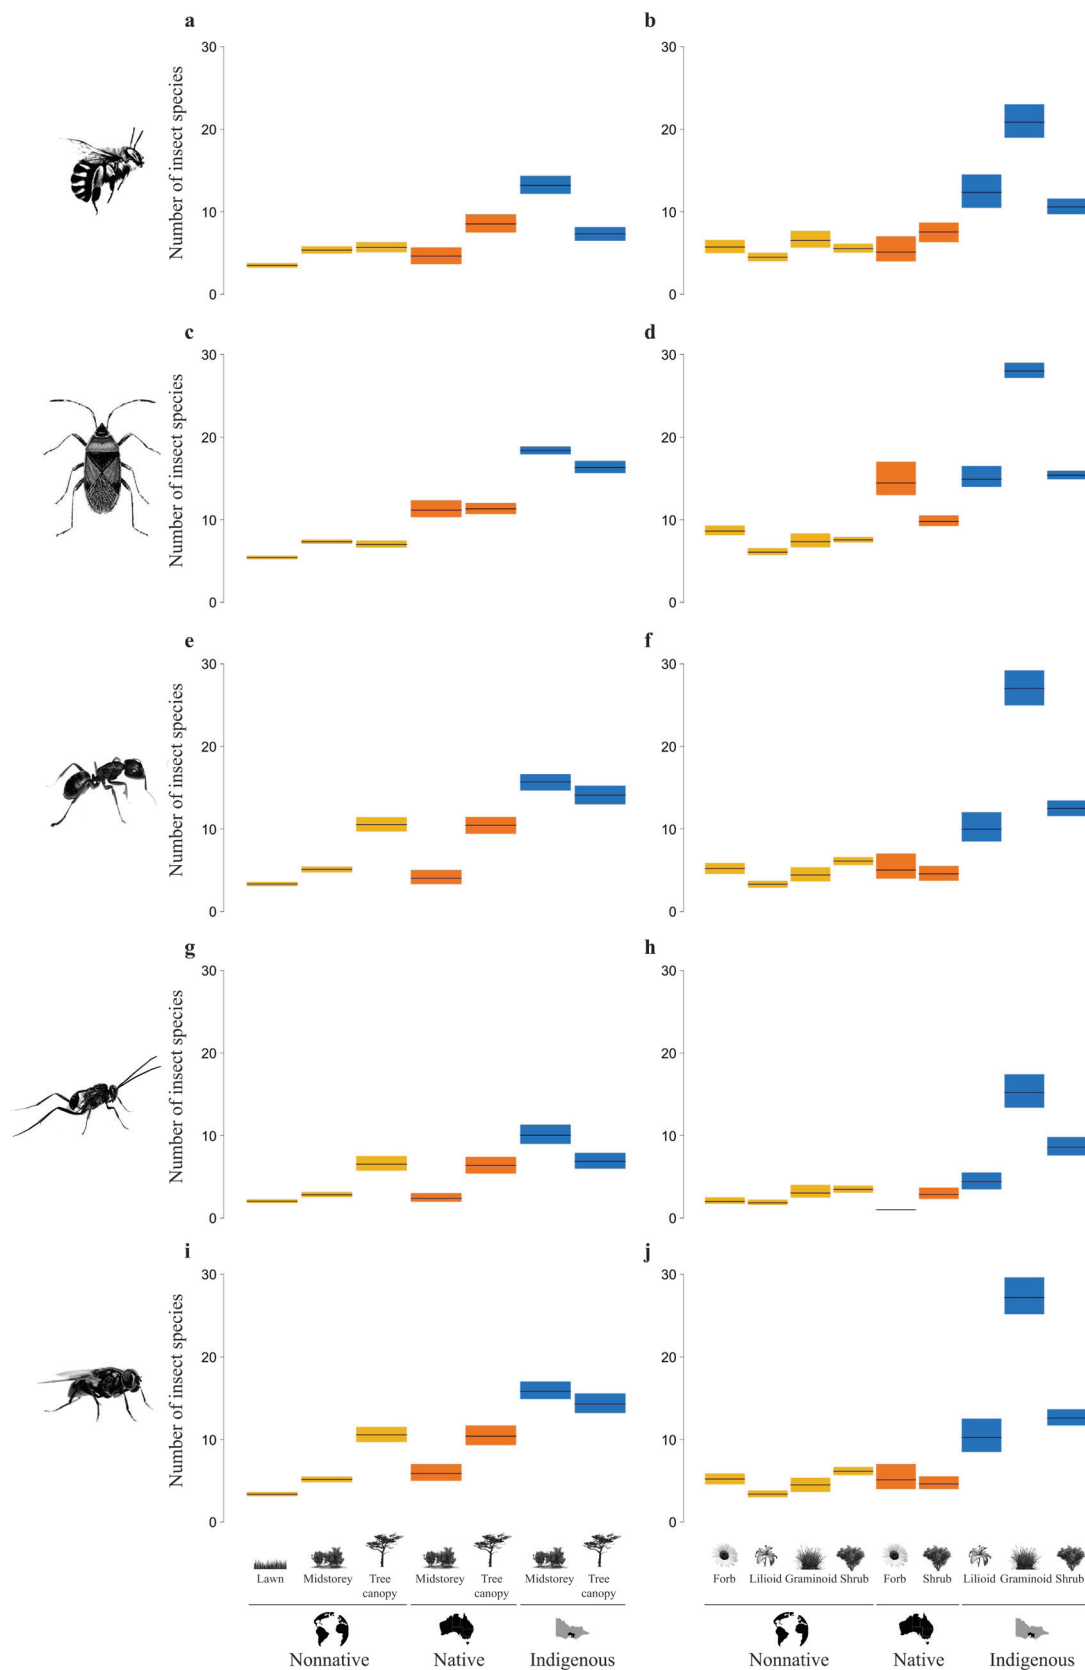 a
b
Number of insect species
30
20
10
0
30
20
10
0
c
d
Number of insect species
30
20
10
0
30
20
10
0
e
f
Number of insect species
30
20
10
0
30
20
10
0
g
h
Number of insect species
30
20
10
0
30
20
10
0
i
j
Number of insect species
30
20
10
0
30
20
10
0
Lawn Midstorey Tree canopy Midstorey Tree canopy Midstorey Tree canopy
Forb Lilioid Graminoid Shrub Forb Shrub Lilioid Graminoid Shrub
Nonnative Native Indigenous
Nonnative Native Indigenous